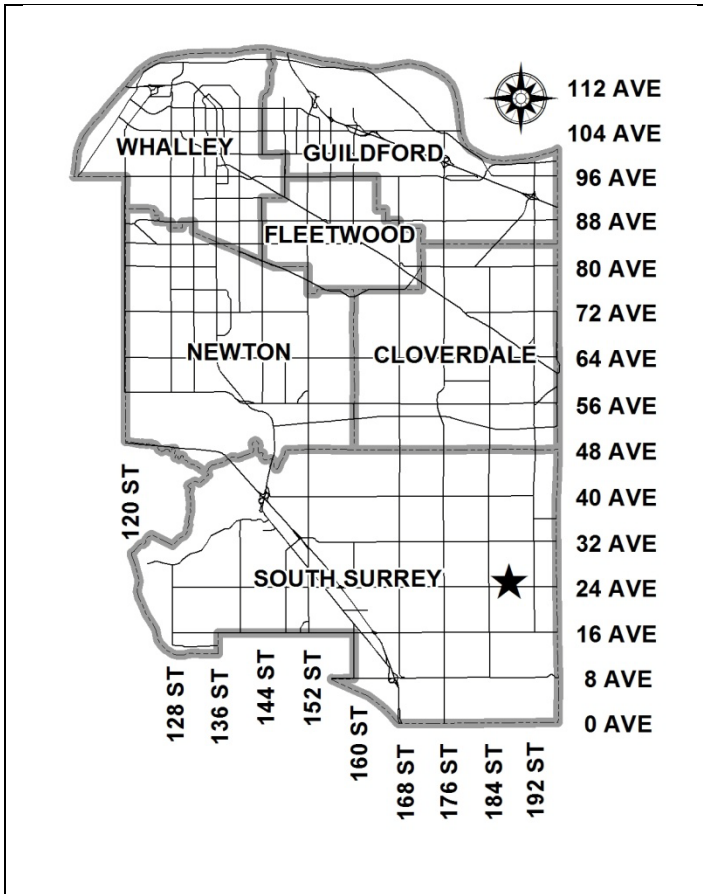 112 AVE
104 AVE
WHALLEY
GUILDFORD
96 AVE
88 AVE
FLEETWOOD
80 AVE
72 AVE
NEWTON
CLOVERDALE
64 AVE
56 AVE
48 AVE
120 ST
40 AVE
32 AVE
SOUTH SURREY
24 AVE
16 AVE
128 ST
136 ST
144 ST
152 ST
160 ST
168 ST
176 ST
184 ST
192 ST
8 AVE
0 AVE